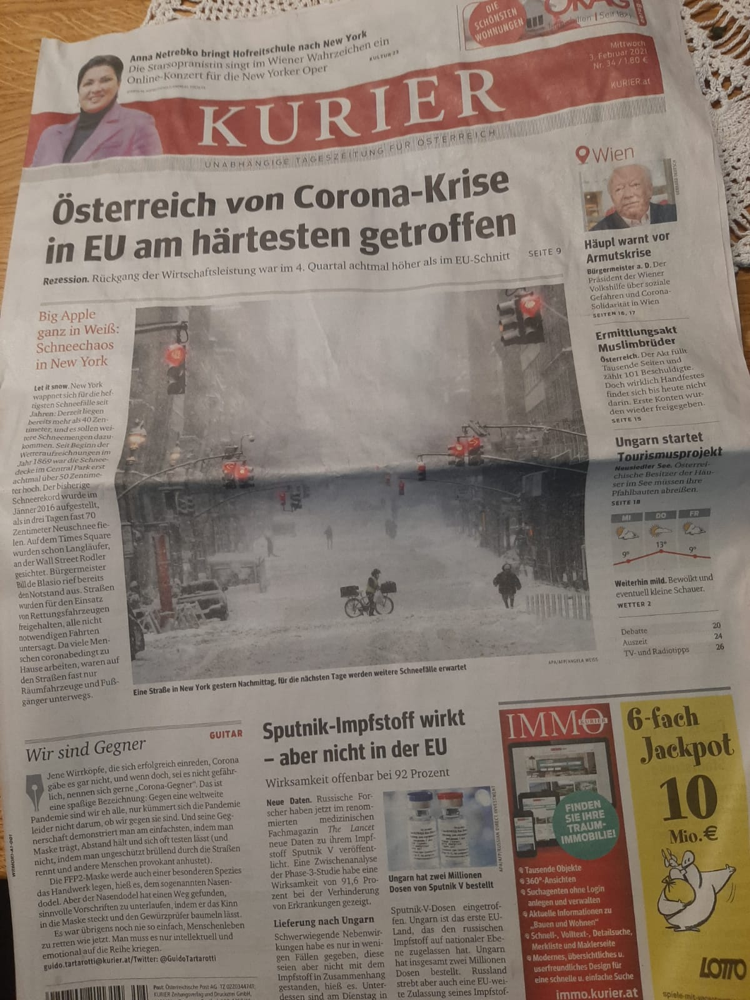 DIE
SCHÖNSTEN
WOHNUNGEN
Seit 1821
Anna Netrebko bringt Hofreitschule nach New York
Die Starsopranistin singt im Wiener Wahrzeichen ein
Online-Konzert für die New Yorker Oper
KULTUR 23
Mittwoch
3. Februar 2021
Nr. 34 / 1,80 €
KURIER.at
KURIER
UNABHÄNGIGE TAGESZEITUNG FÜR ÖSTERREICH
Österreich von Corona-Krise
in EU am härtesten getroffen
Rezession. Rückgang der Wirtschaftsleistung war im 4. Quartal achtmal höher als im EU-Schnitt
SEITE 9
Big Apple
ganz in Weiß:
Schneechaos
in New York
Let it snow. New York
wappnet sich für die hef-
tigsten Schneefälle seit
Jahren: Derzeit liegen
bereits mehr als 40 Zen-
timeter, und es sollen wei-
tere Schneemengen dazu-
kommen. Seit Beginn der
Wetteraufzeichnungen im
Jahr 1869 war die Schnee-
decke im Central Park erst
achtmal über 50 Zentime-
ter hoch. Der bisherige
Schneerekord wurde im
Jänner 2016 aufgestellt,
als in drei Tagen fast 70
Zentimeter Neuschnee fie-
len. Auf dem Times Square
wurden schon Langläufer,
an der Wall Street Rodler
gesichtet. Bürgermeister
Bill de Blasio rief bereits
den Notstand aus. Straßen
wurden für den Einsatz
von Rettungsfahrzeugen
freigehalten, alle nicht
notwendigen Fahrten
untersagt. Da viele Men-
schen coronabedingt zu
Hause arbeiten, waren auf
den Straßen fast nur
Räumfahrzeuge und Fuß-
gänger unterwegs.
APA/AFP/ANGELA WEISS
Eine Straße in New York gestern Nachmittag, für die nächsten Tage werden weitere Schneefälle erwartet
Wien
Häupl warnt vor
Armutskrise
Bürgermeister a. D. Der
Präsident der Wiener
Volkshilfe über soziale
Gefahren und Corona-
Solidarität in Wien
SEITEN 16, 17
Ermittlungsakt
Muslimbrüder
Österreich. Der Akt füllt
Tausende Seiten und
zählt 101 Beschuldigte.
Doch wirklich Handfestes
findet sich bis heute nicht
darin. Erste Konten wur-
den wieder freigegeben.
SEITE 15
Ungarn startet
Tourismusprojekt
Neusiedler See. Österrei-
chische Besitzer der Häu-
ser im See müssen ihre
Pfahlbauten abreißen.
SEITE 18
MI DO FR
9° 13° 9°
Weiterhin mild. Bewölkt und
eventuell kleine Schauer.
WETTER 2
Debatte 20
Auszeit 24
TV- und Radiotipps 26
GUITAR
Wir sind Gegner
Jene Wirrköpfe, die sich erfolgreich einreden, Corona
gäbe es gar nicht, und wenn doch, sei es nicht gefähr-
lich, nennen sich gerne „Corona-Gegner“. Das ist
eine spaßige Bezeichnung: Gegen eine weltweite
Pandemie sind wir eh alle, nur kümmert sich die Pandemie
leider nicht darum, ob wir gegen sie sind. Und seine Geg-
nerschaft demonstriert man am einfachsten, indem man
Maske trägt, Abstand hält und sich oft testen lässt (und
nicht, indem man ungeschützt brüllend durch die Straßen
rennt und andere Menschen provokant anhustet).
Die FFP2-Maske werde auch einer besonderen Spezies
das Handwerk legen, hieß es, dem sogenannten Nasen-
dodel. Aber der Nasendodel hat einen Weg gefunden,
sinnvolle Vorschriften zu unterlaufen, indem er das Kinn
in die Maske steckt und den Gewürzprüfer baumeln lässt.
Es war übrigens noch nie so einfach, Menschenleben
zu retten wie jetzt. Man muss es nur intellektuell und
emotional auf die Reihe kriegen.
guido.tartarotti@kurier.at/Twitter: @GuidoTartarotti
WIMORI-A1-001
Post: Österreichische Post AG TZ 02Z034474T,
KURIER Zeitungsverlag und Druckerei GmbH,
Sputnik-Impfstoff wirkt
– aber nicht in der EU
Wirksamkeit offenbar bei 92 Prozent
Neue Daten. Russische For-
scher haben jetzt im renom-
mierten medizinischen
Fachmagazin The Lancet
neue Daten zu ihrem Impf-
stoff Sputnik V veröffent-
licht. Eine Zwischenanalyse
der Phase-3-Studie habe eine
Wirksamkeit von 91,6 Pro-
zent bei der Verhinderung
von Erkrankungen gezeigt.
Lieferung nach Ungarn
Schwerwiegende Nebenwir-
kungen habe es nur in weni-
gen Fällen gegeben, diese
seien aber nicht mit dem
Impfstoff in Zusammenhang
gestanden, hieß es. Unter-
dessen sind am Dienstag in
APA/AFP/RUSSIAN DIRECT INVESTMENT
Ungarn hat zwei Millionen
Dosen von Sputnik V bestellt
Sputnik-V-Dosen eingetrof-
fen. Ungarn ist das erste EU-
Land, das den russischen
Impfstoff auf nationaler Ebe-
ne zugelassen hat. Ungarn
hat insgesamt zwei Millionen
Dosen bestellt. Russland
strebt aber auch eine EU-wei-
te Zulassung seines Impfstof-
IMMO
KURIER
FINDEN
SIE IHRE
TRAUM-
IMMOBILIE!
Tausende Objekte
360°-Ansichten
Suchagenten ohne Login
anlegen und verwalten
Aktuelle Informationen zu
„Bauen und Wohnen“
Schnell-, Volltext-, Detailsuche,
Merkliste und Maklerseite
Modernes, übersichtliches u.
userfreundliches Design für
eine schnelle u. einfache Suche
immo.kurier.at
6-fach
Jackpot
10
Mio. €
LOTTO